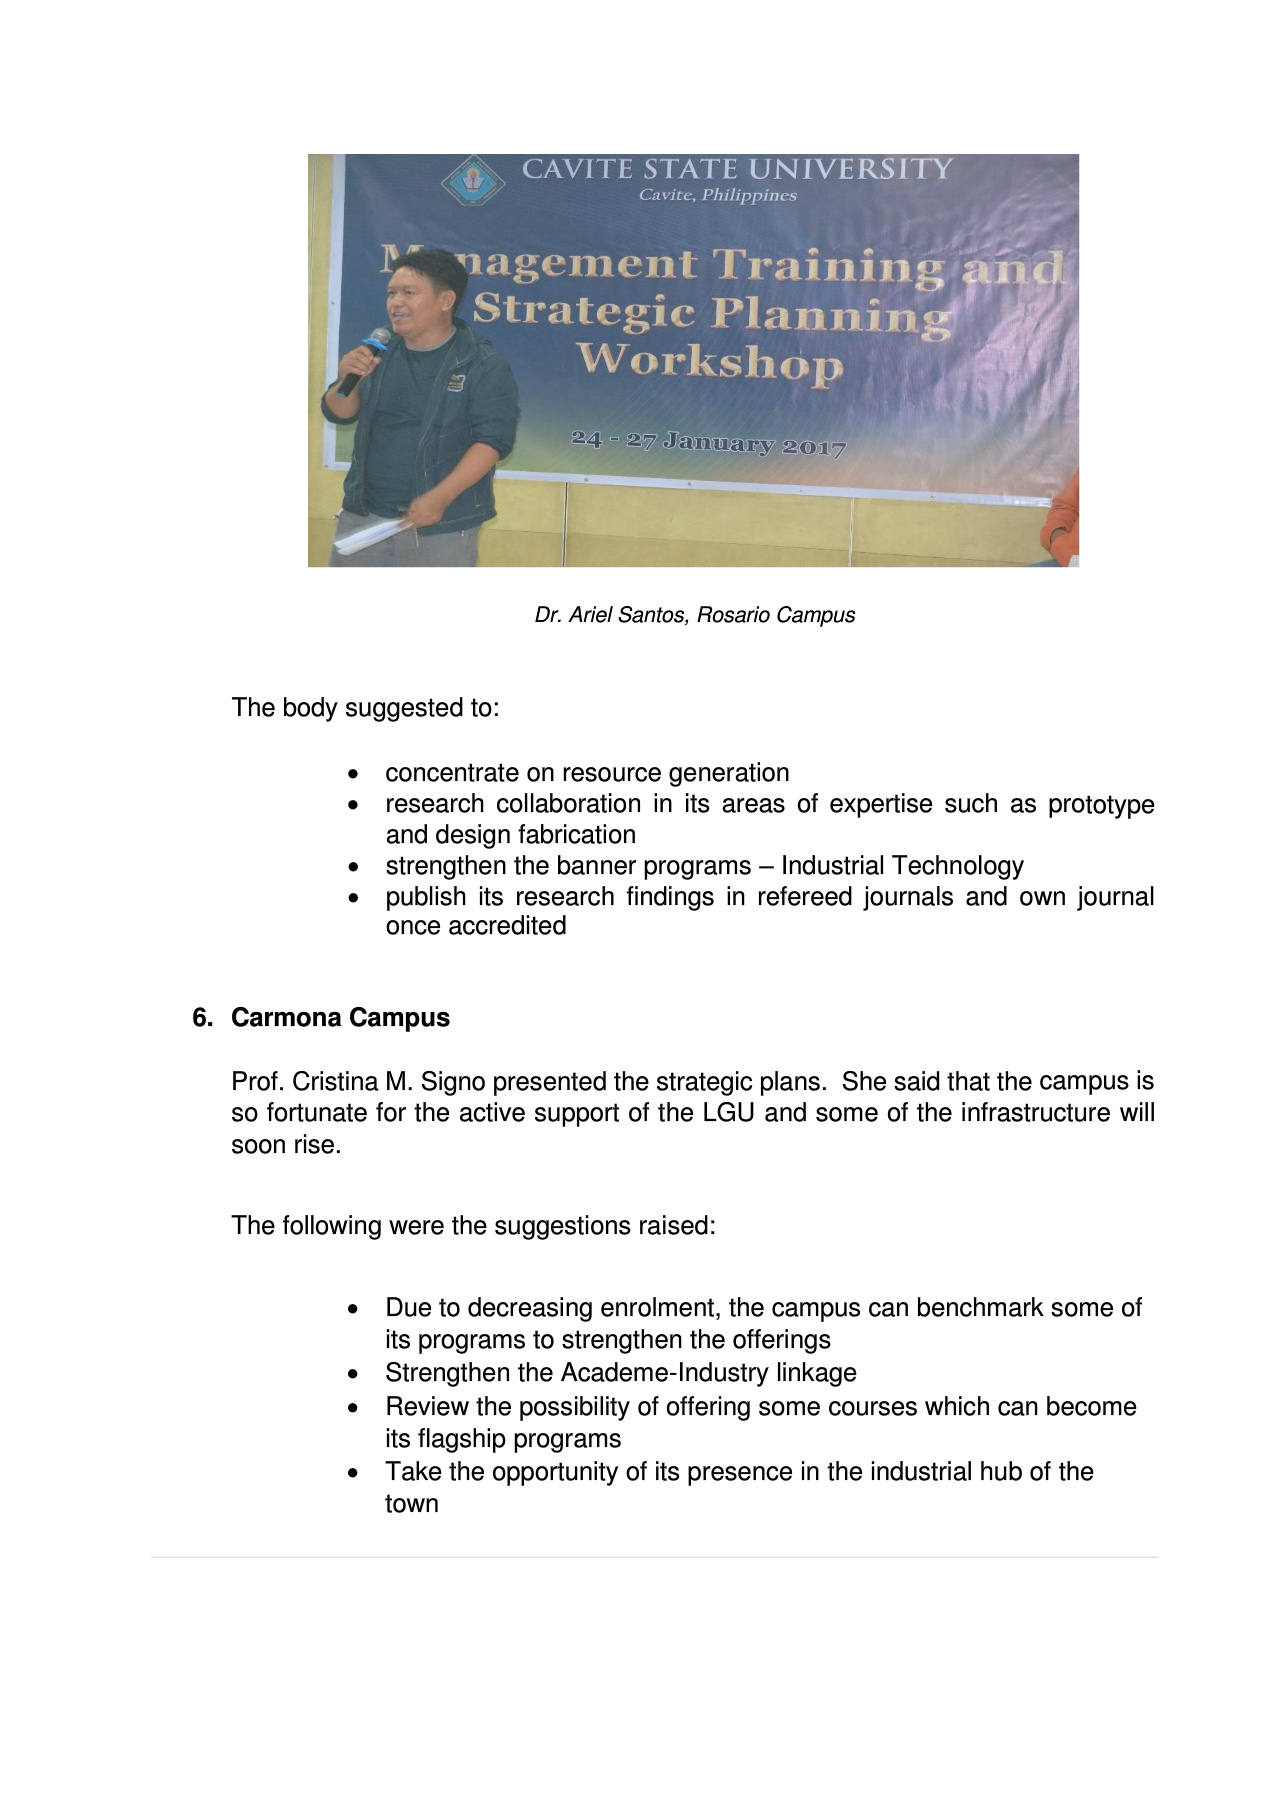 CAVITE STATE UNIVERSITY
Cavite, Philippines
Management Training and
Strategic Planning
Workshop
24 - 27 January 2017
Dr. Ariel Santos, Rosario Campus
The body suggested to:
• concentrate on resource generation
• research collaboration in its areas of expertise such as prototype
and design fabrication
• strengthen the banner programs – Industrial Technology
• publish its research findings in refereed journals and own journal
once accredited
6. Carmona Campus
Prof. Cristina M. Signo presented the strategic plans. She said that the campus is
so fortunate for the active support of the LGU and some of the infrastructure will
soon rise.
The following were the suggestions raised:
• Due to decreasing enrolment, the campus can benchmark some of
its programs to strengthen the offerings
• Strengthen the Academe-Industry linkage
• Review the possibility of offering some courses which can become
its flagship programs
• Take the opportunity of its presence in the industrial hub of the
town